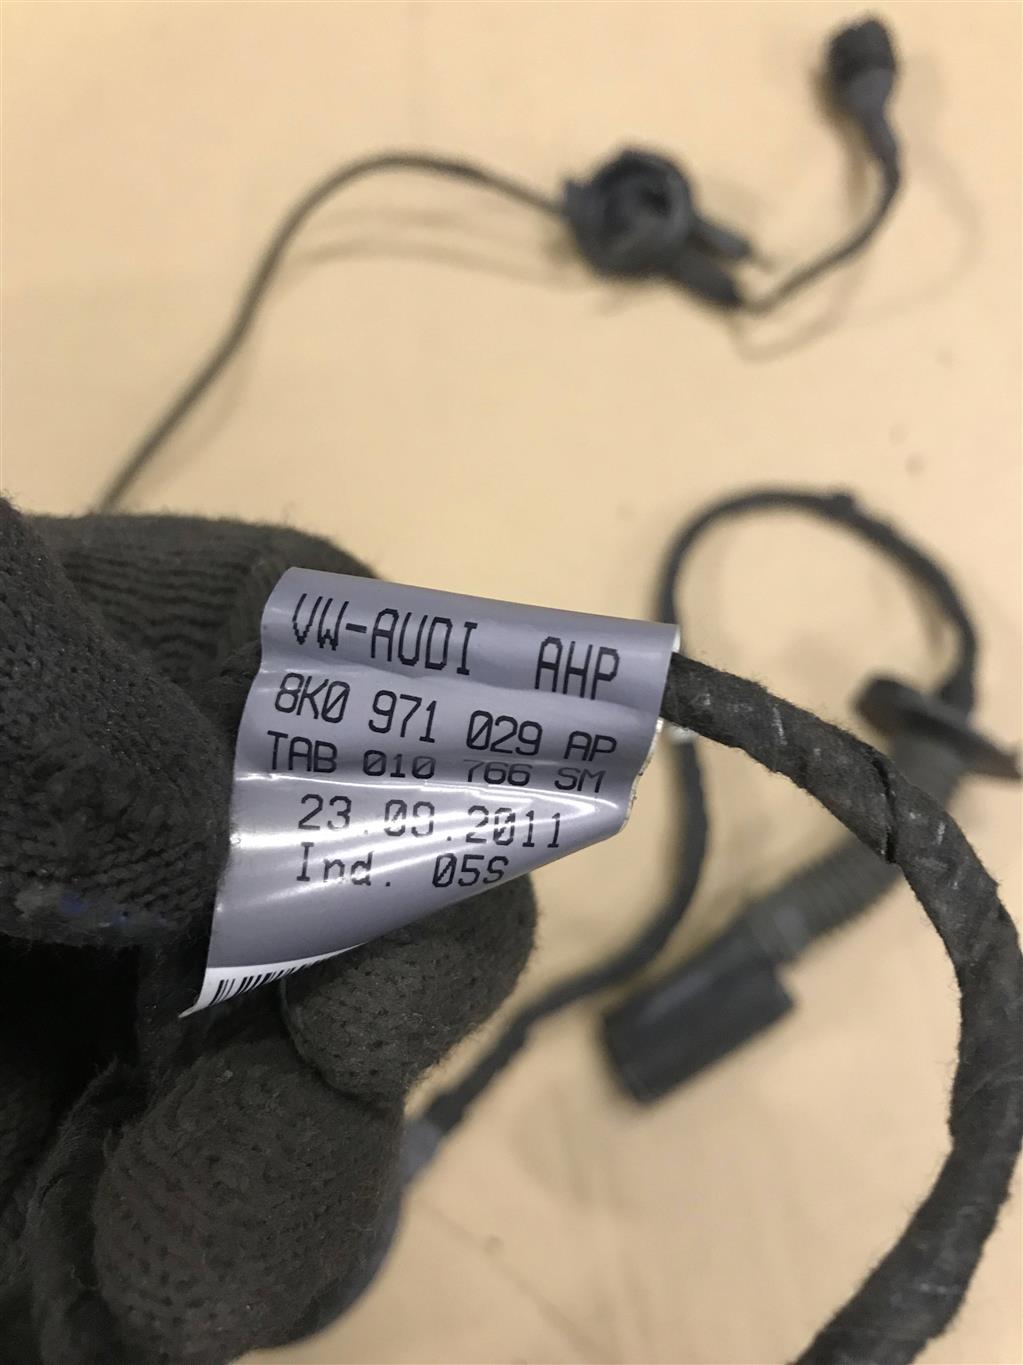 VW-AUDI AHP
8K0 971 029 AP
TAB 010 766 SM
23.09.2011
Ind. 05S